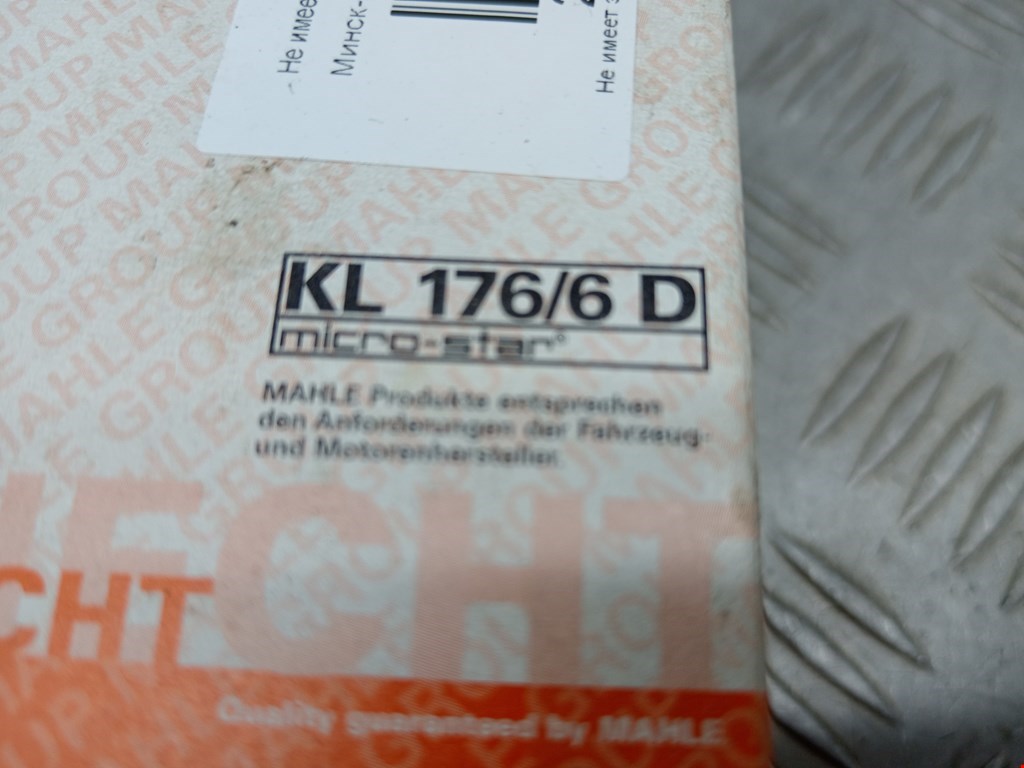 Не имеет
Минск-
Не имеет з
KL 176/6 D
micro-star®
MAHLE Produkte entsprechen
den Anforderungen der Fahrzeug-
und Motorenhersteller.
CHT
ECHT
Quality guaranteed by MAHLE